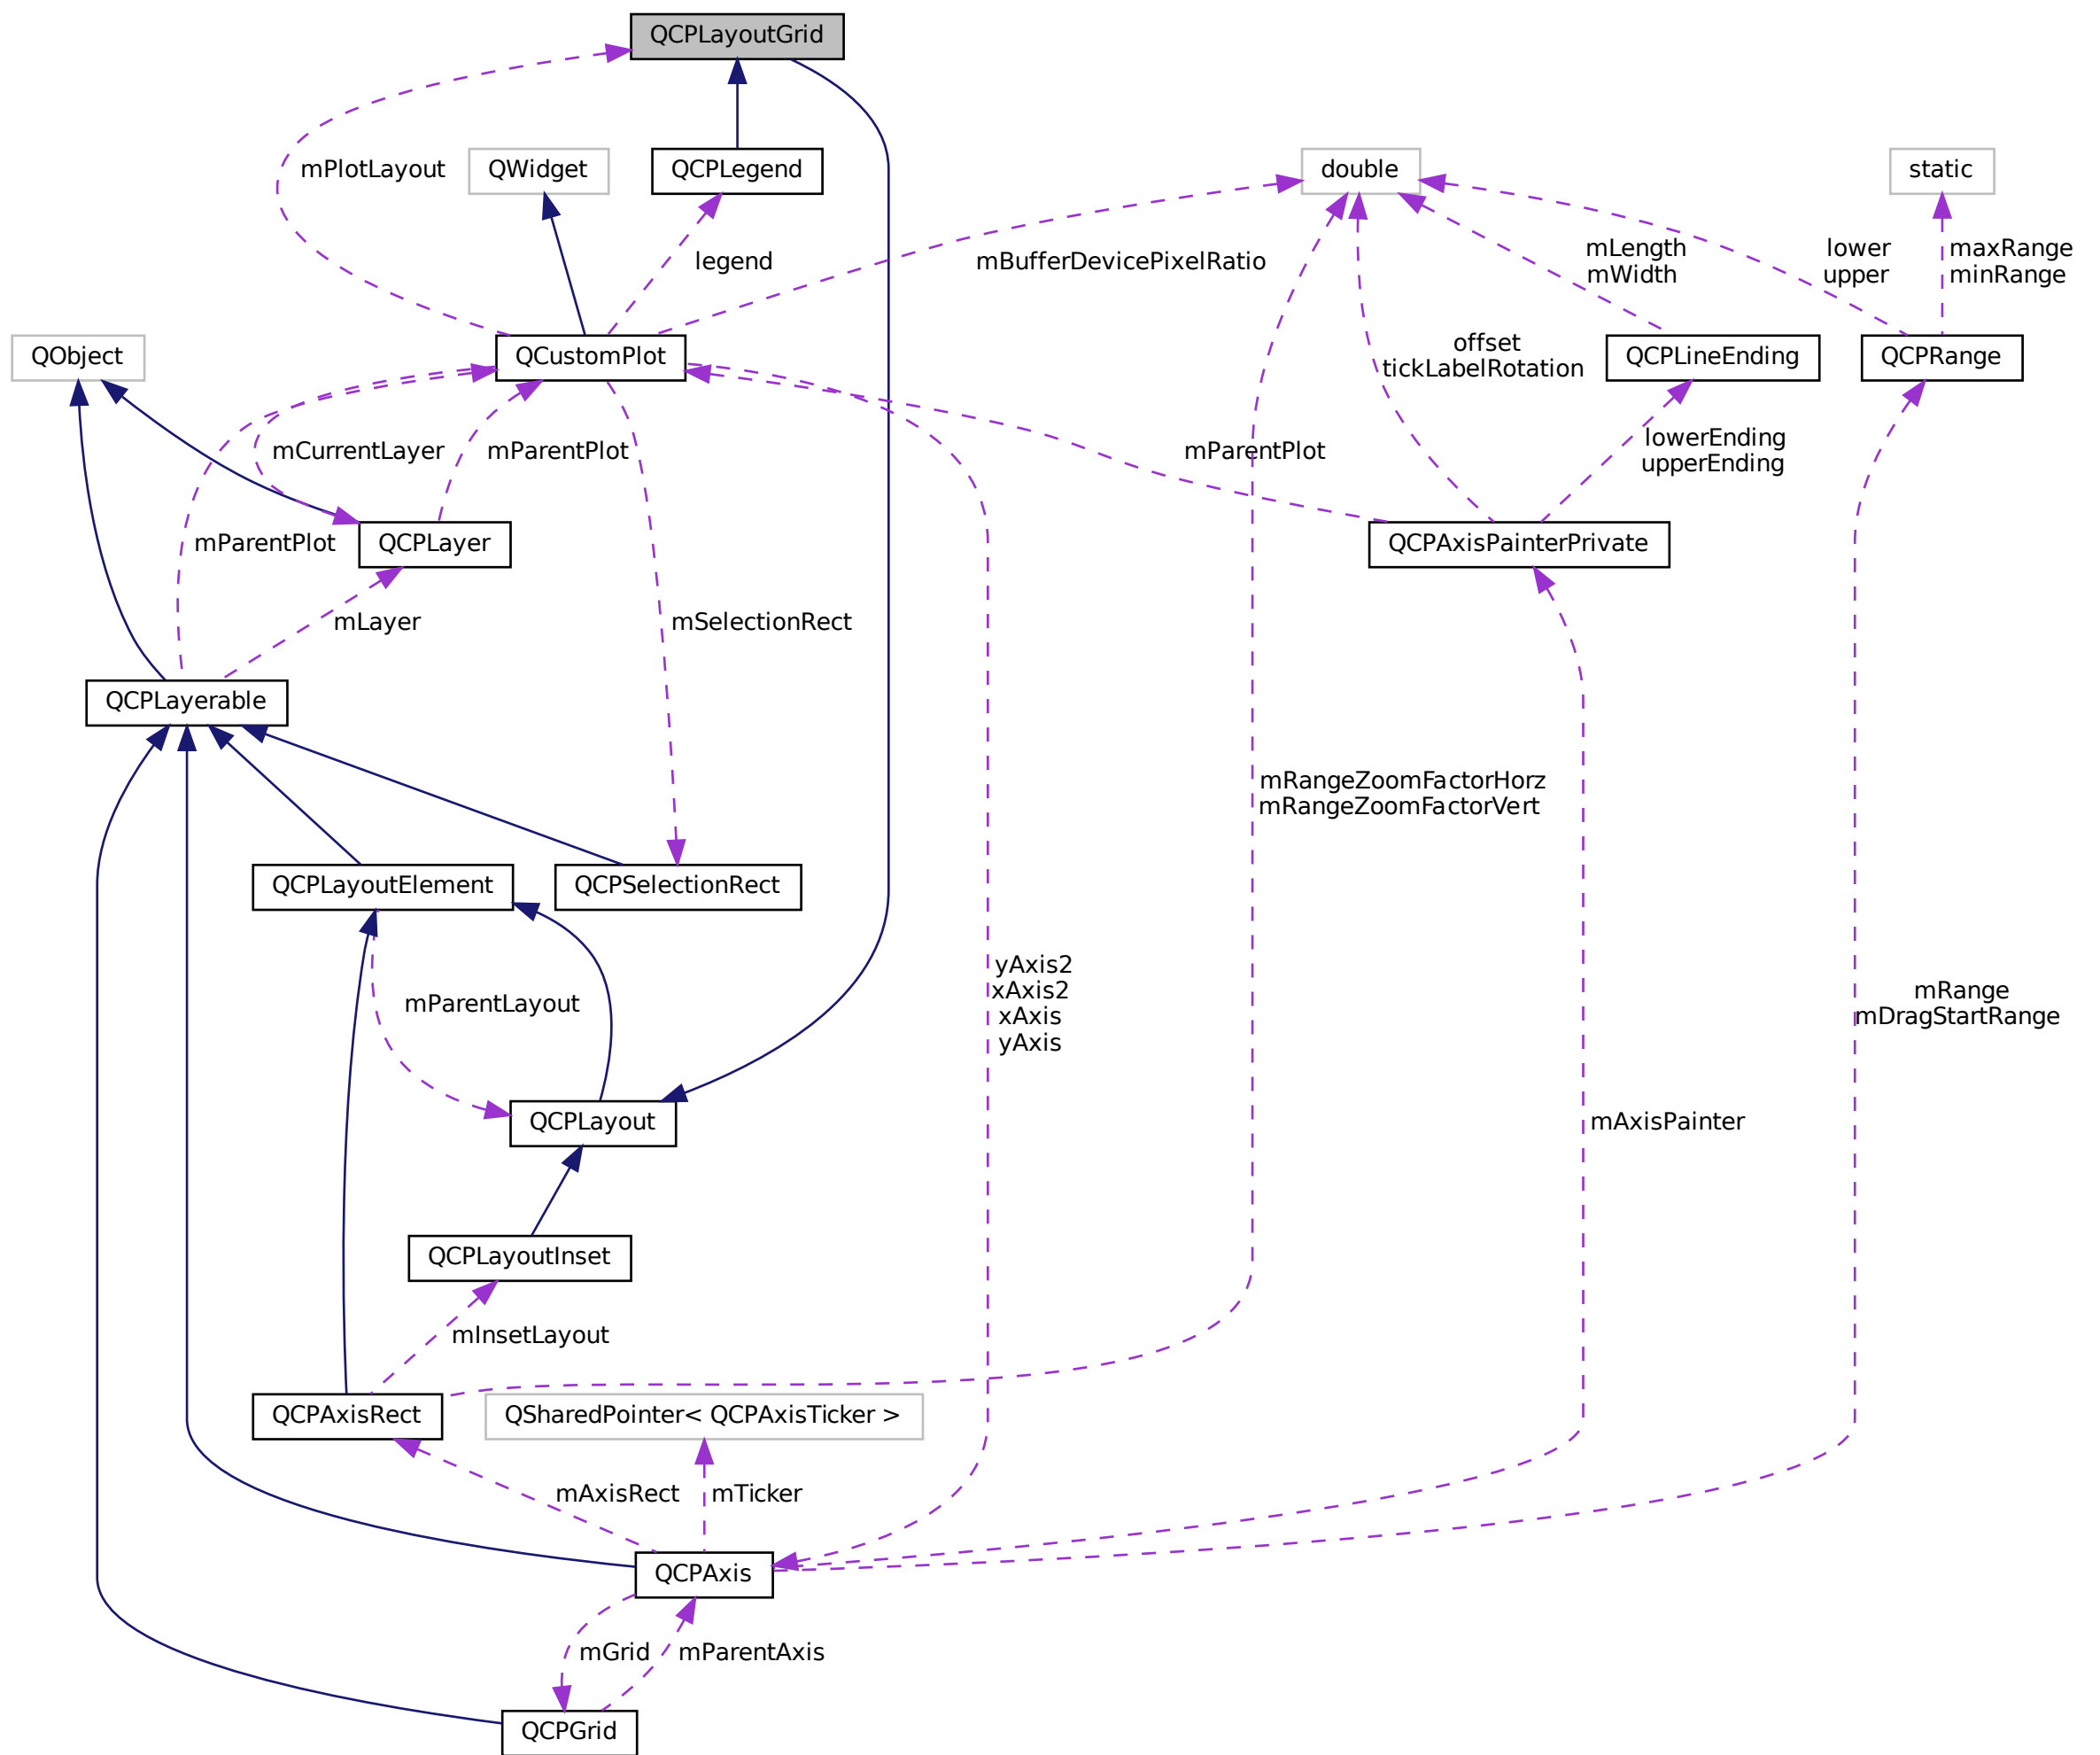 QCPLayoutGrid
mPlotLayout
QWidget
QCPLegend
double
static
legend
mBufferDevicePixelRatio
mLength
mWidth
lower
upper
maxRange
minRange
QObject
QCustomPlot
offset
tickLabelRotation
QCPLineEnding
QCPRange
mCurrentLayer
mParentPlot
mParentPlot
lowerEnding
upperEnding
mParentPlot
QCPLayer
QCPAxisPainterPrivate
mLayer
mSelectionRect
QCPLayerable
mRangeZoomFactorHorz
mRangeZoomFactorVert
QCPLayoutElement
QCPSelectionRect
mParentLayout
yAxis2
xAxis2
xAxis
yAxis
mRange
mDragStartRange
QCPLayout
mAxisPainter
QCPLayoutInset
mInsetLayout
QCPAxisRect
QSharedPointer< QCPAxisTicker >
mAxisRect
mTicker
QCPAxis
mGrid
mParentAxis
QCPGrid